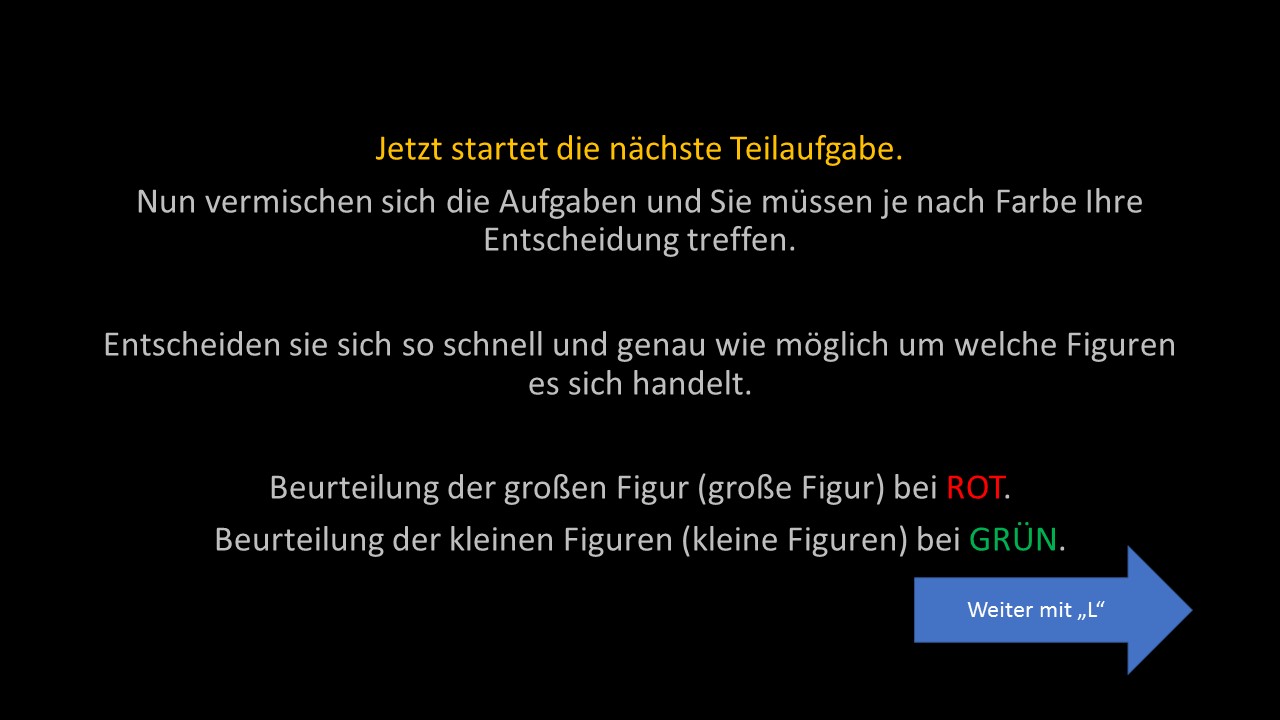 Jetzt startet die nächste Teilaufgabe.
Nun vermischen sich die Aufgaben und Sie müssen je nach Farbe Ihre
Entscheidung treffen.
Entscheiden sie sich so schnell und genau wie möglich um welche Figuren
es sich handelt.
Beurteilung der großen Figur (große Figur) bei ROT.
Beurteilung der kleinen Figuren (kleine Figuren) bei GRÜN.
Weiter mit „L“